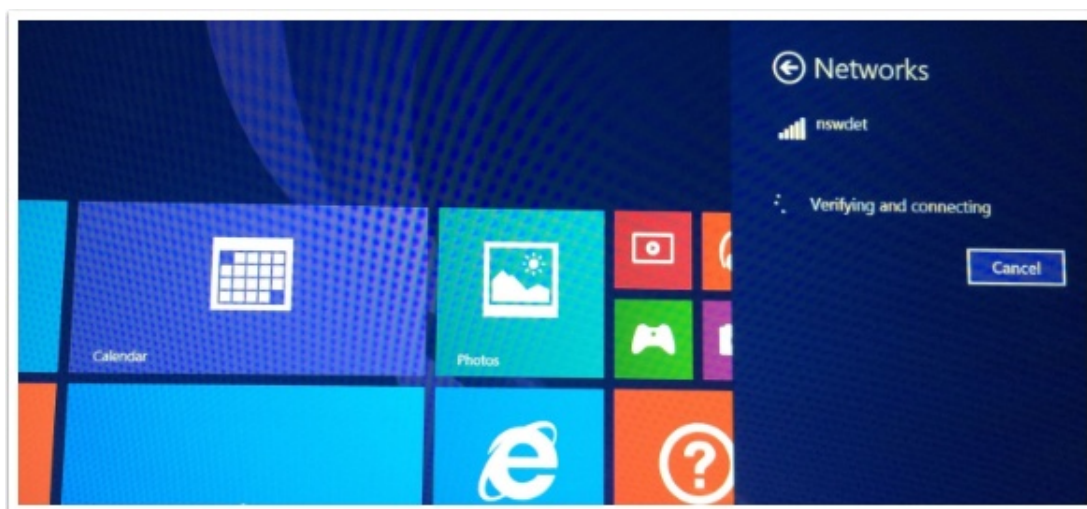 Networks
nswdet
Verifying and connecting
Cancel
Calendar
Photos